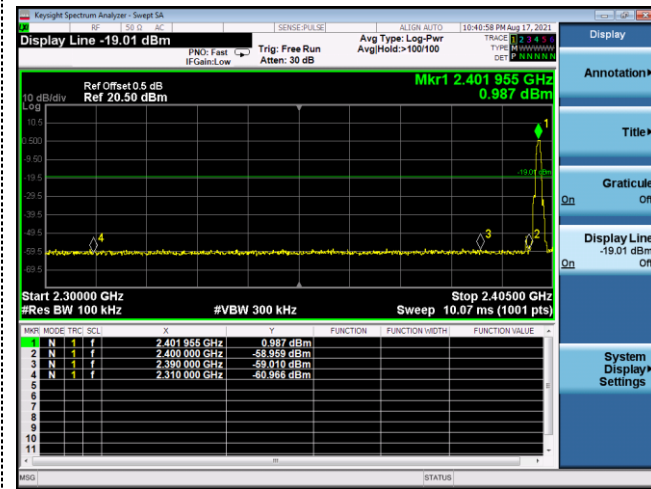 Keysight Spectrum Analyzer - Swept SA
RF 50 Ω AC SENSE:PULSE ALIGN AUTO 10:40:58 PM Aug 17, 2021
Display Line -19.01 dBm
PNO: Fast Trig: Free Run Avg Type: Log-Pwr TRACE 1 2 3 4 5 6
IFGain:Low Atten: 30 dB Avg|Hold:>100/100 TYPE M W W W W W
DET P N N N N N
Display
Annotation
Title
Graticule
On Off
Display Line
-19.01 dBm
On Off
System
Display
Settings
Ref Offset 0.5 dB Mkr1 2.401 955 GHz
10 dB/div Ref 20.50 dBm 0.987 dBm
Log
10.5
0.500
-9.50
-19.5
-29.5
-39.5
-49.5
-59.5
-69.5
1
-19.01 dBm
4
3
2
Start 2.30000 GHz Stop 2.40500 GHz
#Res BW 100 kHz #VBW 300 kHz Sweep 10.07 ms (1001 pts)
MKR MODE TRC SCL X Y FUNCTION FUNCTION WIDTH FUNCTION VALUE
1 N 1 f 2.401 955 GHz 0.987 dBm
2 N 1 f 2.400 000 GHz -58.959 dBm
3 N 1 f 2.390 000 GHz -59.010 dBm
4 N 1 f 2.310 000 GHz -60.966 dBm
5
6
7
8
9
10
11
MSG STATUS